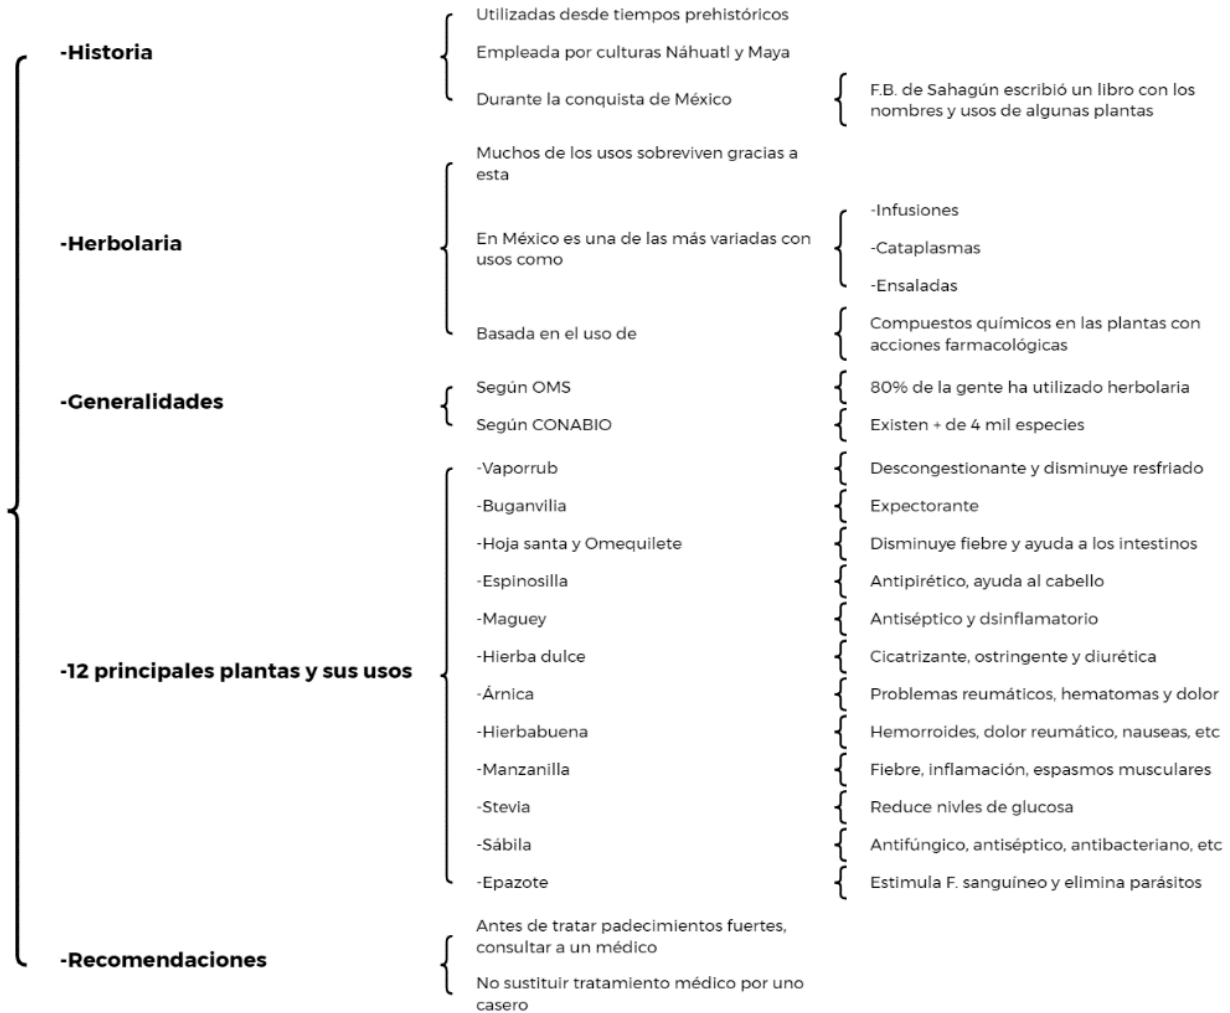 -Historia
Utilizadas desde tiempos prehistóricos
Empleada por culturas Náhuatl y Maya
Durante la conquista de México
F.B. de Sahagún escribió un libro con los
nombres y usos de algunas plantas
-Herbolaria
Muchos de los usos sobreviven gracias a
esta
En México es una de las más variadas con
usos como
-Infusiones
-Cataplasmas
-Ensaladas
Basada en el uso de
Compuestos químicos en las plantas con
acciones farmacológicas
-Generalidades
Según OMS
80% de la gente ha utilizado herbolaria
Según CONABIO
Existen + de 4 mil especies
-12 principales plantas y sus usos
-Vaporrub
Descongestionante y disminuye resfriado
-Buganvilia
Expectorante
-Hoja santa y Omequilete
Disminuye fiebre y ayuda a los intestinos
-Espinosilla
Antipirético, ayuda al cabello
-Maguey
Antiséptico y dsinflamatorio
-Hierba dulce
Cicatrizante, ostringente y diurética
-Árnica
Problemas reumáticos, hematomas y dolor
-Hierbabuena
Hemorroides, dolor reumático, nauseas, etc
-Manzanilla
Fiebre, inflamación, espasmos musculares
-Stevia
Reduce nivles de glucosa
-Sábila
Antifúngico, antiséptico, antibacteriano, etc
-Epazote
Estimula F. sanguíneo y elimina parásitos
-Recomendaciones
Antes de tratar padecimientos fuertes,
consultar a un médico
No sustituir tratamiento médico por uno
casero